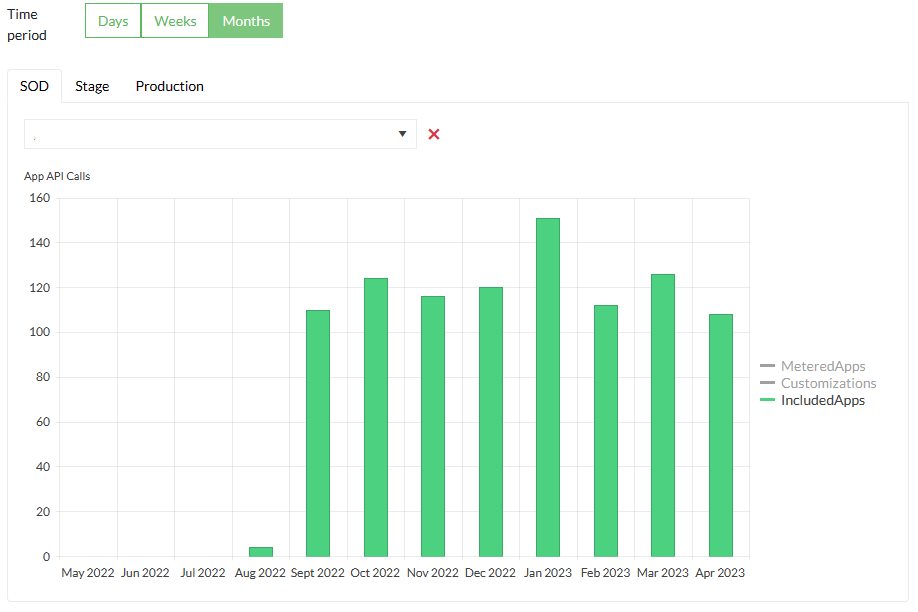 Time
period
Days Weeks Months
SOD Stage Production
App API Calls
160
140
120
100
80
60
40
20
0
MeteredApps
Customizations
IncludedApps
May 2022 Jun 2022 Jul 2022 Aug 2022 Sept 2022 Oct 2022 Nov 2022 Dec 2022 Jan 2023 Feb 2023 Mar 2023 Apr 2023